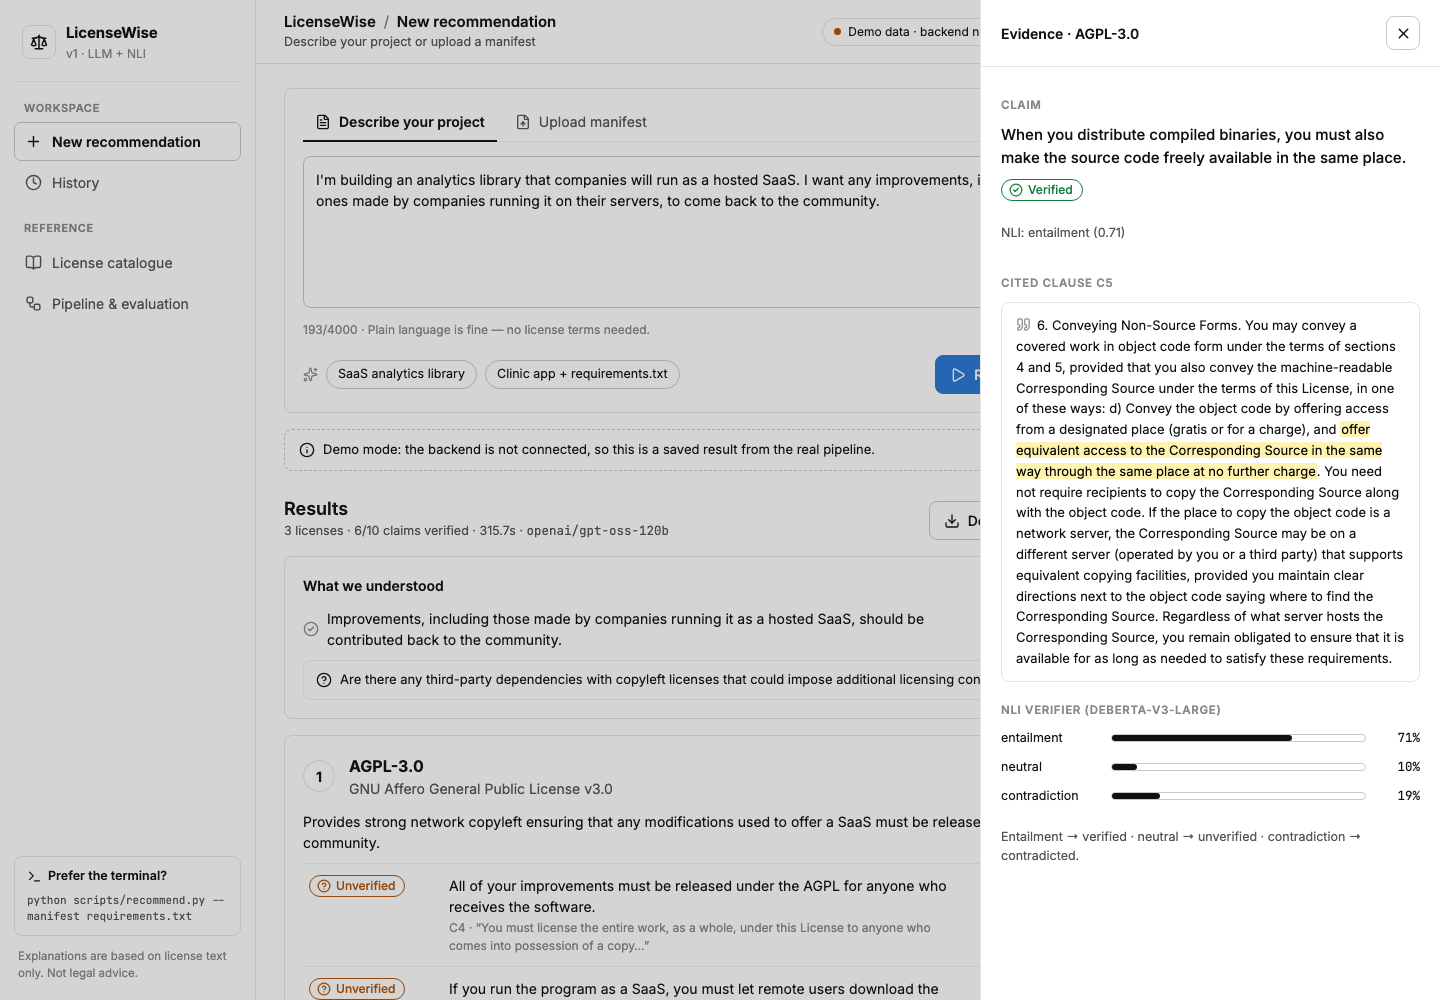 LicenseWise
v1 · LLM + NLI
WORKSPACE
New recommendation
History
REFERENCE
License catalogue
Pipeline & evaluation
Prefer the terminal?
python scripts/recommend.py --
manifest requirements.txt
Explanations are based on license text
only. Not legal advice.
LicenseWise / New recommendation
Describe your project or upload a manifest
Demo data · backend n
Describe your project
Upload manifest
I'm building an analytics library that companies will run as a hosted SaaS. I want any improvements, i
ones made by companies running it on their servers, to come back to the community.
193/4000 · Plain language is fine — no license terms needed.
SaaS analytics library
Clinic app + requirements.txt
Demo mode: the backend is not connected, so this is a saved result from the real pipeline.
Results
3 licenses · 6/10 claims verified · 315.7s · openai/gpt-oss-120b
What we understood
Improvements, including those made by companies running it as a hosted SaaS, should be
contributed back to the community.
Are there any third-party dependencies with copyleft licenses that could impose additional licensing con
1
AGPL-3.0
GNU Affero General Public License v3.0
Provides strong network copyleft ensuring that any modifications used to offer a SaaS must be release
community.
Unverified
All of your improvements must be released under the AGPL for anyone who
receives the software.
C4 · “You must license the entire work, as a whole, under this License to anyone who
comes into possession of a copy…”
Unverified
If you run the program as a SaaS, you must let remote users download the
Evidence · AGPL-3.0
CLAIM
When you distribute compiled binaries, you must also
make the source code freely available in the same place.
Verified
NLI: entailment (0.71)
CITED CLAUSE C5
6. Conveying Non-Source Forms. You may convey a
covered work in object code form under the terms of sections
4 and 5, provided that you also convey the machine-readable
Corresponding Source under the terms of this License, in one
of these ways: d) Convey the object code by offering access
from a designated place (gratis or for a charge), and offer
equivalent access to the Corresponding Source in the same
way through the same place at no further charge. You need
not require recipients to copy the Corresponding Source along
with the object code. If the place to copy the object code is a
network server, the Corresponding Source may be on a
different server (operated by you or a third party) that supports
equivalent copying facilities, provided you maintain clear
directions next to the object code saying where to find the
Corresponding Source. Regardless of what server hosts the
Corresponding Source, you remain obligated to ensure that it is
available for as long as needed to satisfy these requirements.
NLI VERIFIER (DEBERTA-V3-LARGE)
entailment 71%
neutral 10%
contradiction 19%
Entailment → verified · neutral → unverified · contradiction →
contradicted.